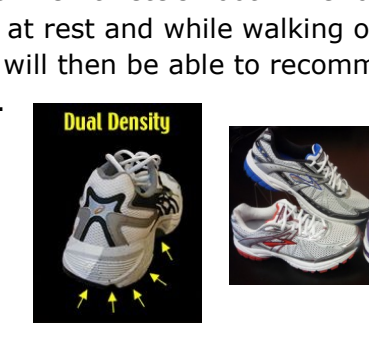 at rest and while walking o
will then be able to recomm
.
Dual Density